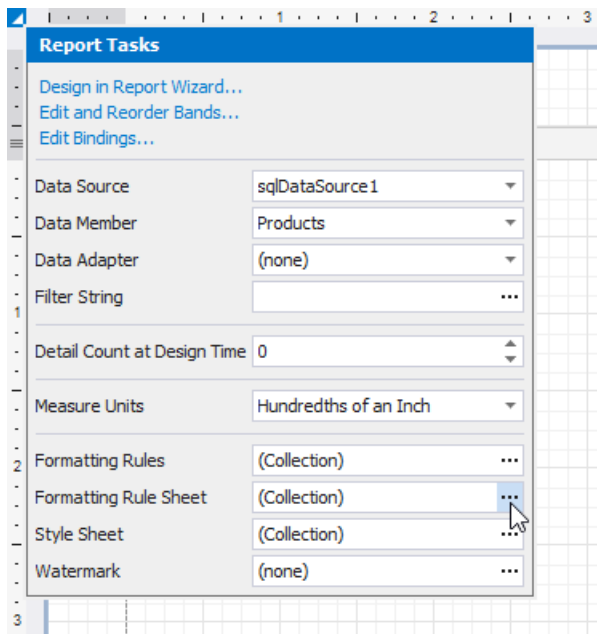 1 2 3
Report Tasks
Design in Report Wizard...
Edit and Reorder Bands...
Edit Bindings...
Data Source sqlDataSource1
Data Member Products
Data Adapter (none)
Filter String ...
1
Detail Count at Design Time 0
Measure Units Hundredths of an Inch
2 Formatting Rules (Collection) ...
Formatting Rule Sheet (Collection) ...
Style Sheet (Collection) ...
Watermark (none) ...
3